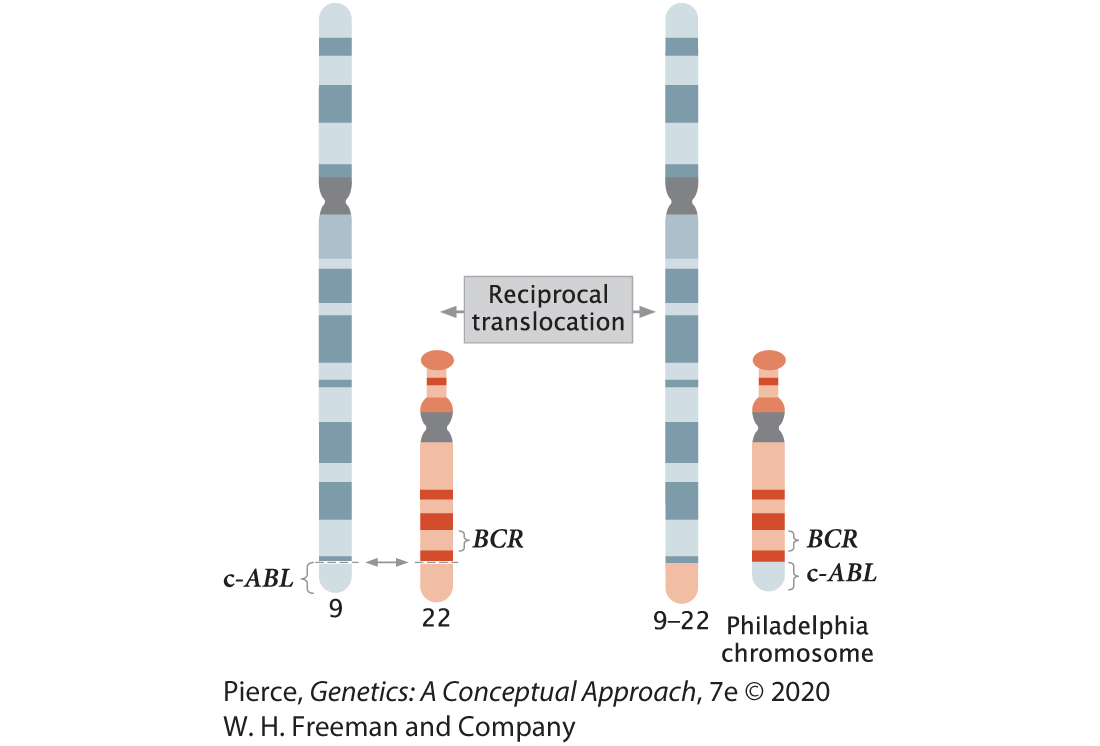 Reciprocal
translocation
BCR
c-ABL
9
22
BCR
c-ABL
9–22
Philadelphia
chromosome
Pierce, Genetics: A Conceptual Approach, 7e © 2020
W. H. Freeman and Company